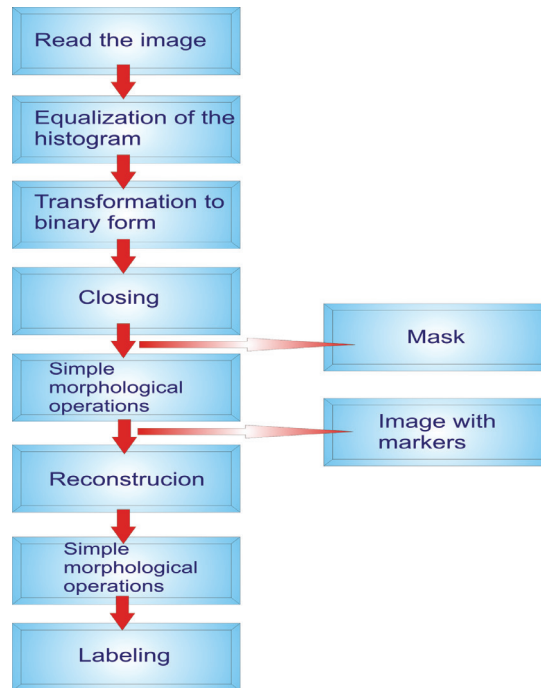 Read the image
Equalization of the
histogram
Transformation to
binary form
Closing
Mask
Simple
morphological
operations
Image with
markers
Reconstrucion
Simple
morphological
operations
Labeling